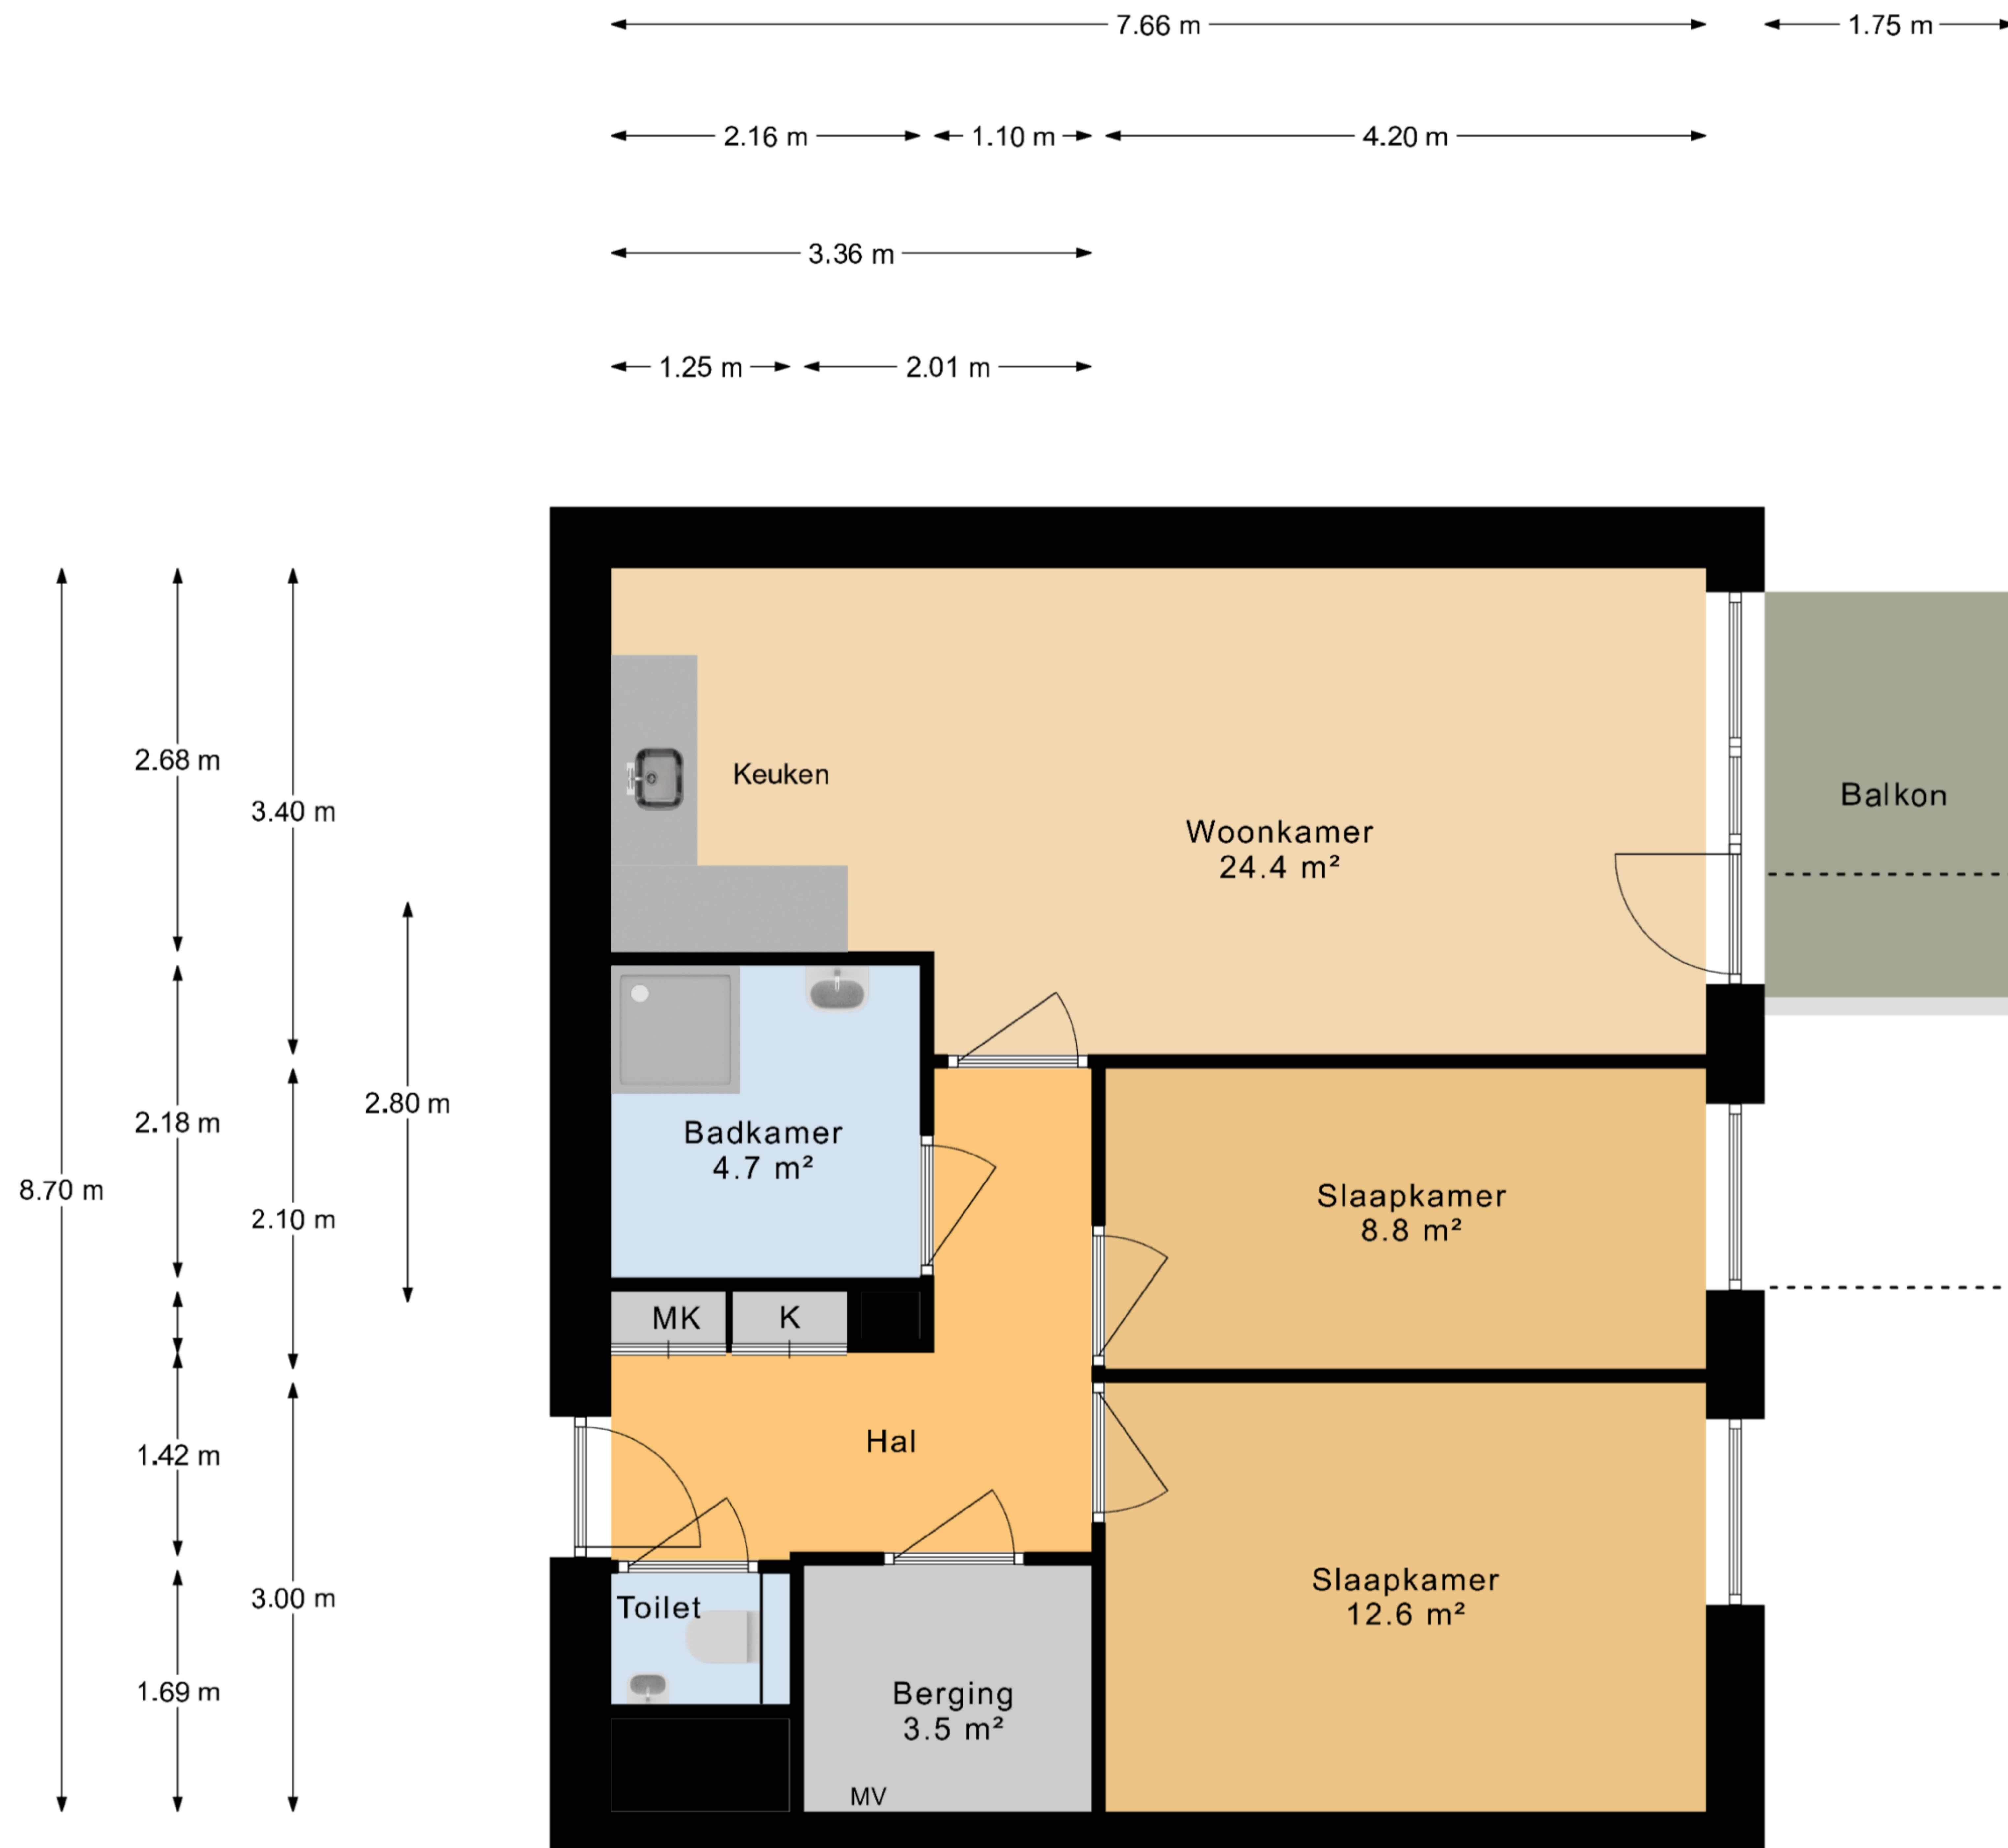 7.66 m
1.75 m
2.16 m
1.10 m
4.20 m
3.36 m
1.25 m
2.01 m
2.68 m
3.40 m
2.80 m
2.18 m
8.70 m
2.10 m
1.42 m
3.00 m
1.69 m
Keuken
Woonkamer
24.4 m²
Balkon
Badkamer
4.7 m²
Slaapkamer
8.8 m²
MK
K
Hal
Slaapkamer
12.6 m²
Toilet
Berging
3.5 m²
MV